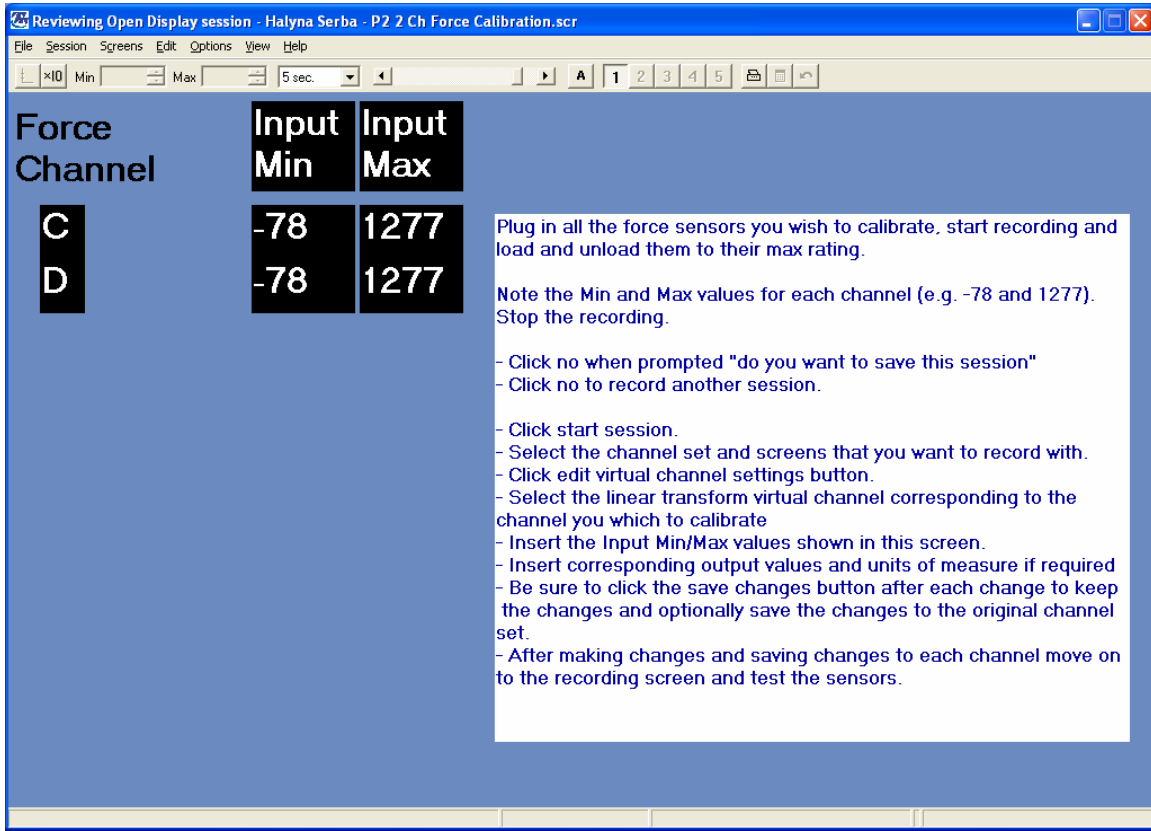 Reviewing Open Display session - Halyna Serba - P2 2 Ch Force Calibration.scr
File Session Screens Edit Options View Help
×10 Min Max 5 sec. A 1 2 3 4 5
Force Channel Input Min Input Max
C -78 1277
D -78 1277
Plug in all the force sensors you wish to calibrate, start recording and
load and unload them to their max rating.
Note the Min and Max values for each channel (e.g. -78 and 1277).
Stop the recording.
- Click no when prompted "do you want to save this session"
- Click no to record another session.
- Click start session.
- Select the channel set and screens that you want to record with.
- Click edit virtual channel settings button.
- Select the linear transform virtual channel corresponding to the
channel you which to calibrate
- Insert the Input Min/Max values shown in this screen.
- Insert corresponding output values and units of measure if required
- Be sure to click the save changes button after each change to keep
the changes and optionally save the changes to the original channel
set.
- After making changes and saving changes to each channel move on
to the recording screen and test the sensors.